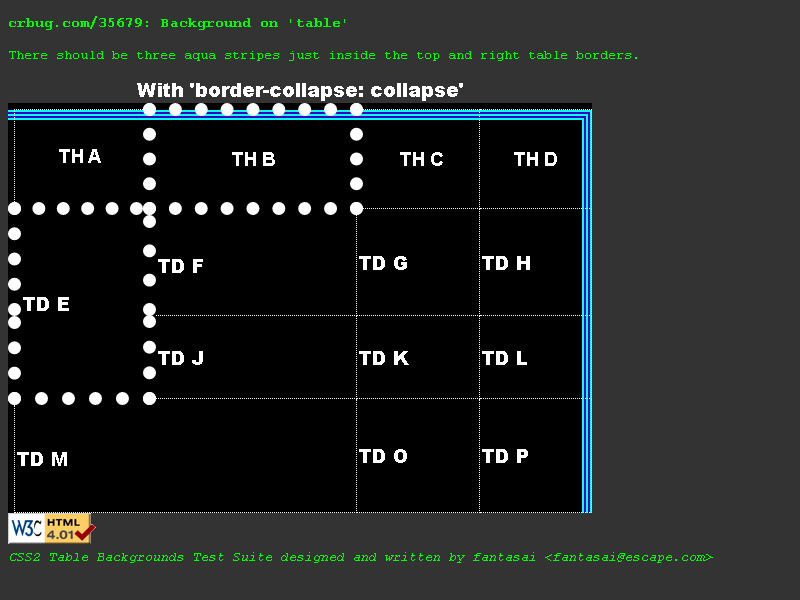 crbug.com/35679: Background on 'table'
There should be three aqua stripes just inside the top and right table borders.
With 'border-collapse: collapse'
TH A TH B TH C TH D
TD F TD G TD H
TD E
TD J TD K TD L
TD M TD O TD P
W3C HTML 4.01
CSS2 Table Backgrounds Test Suite designed and written by fantasai <fantasai@escape.com>